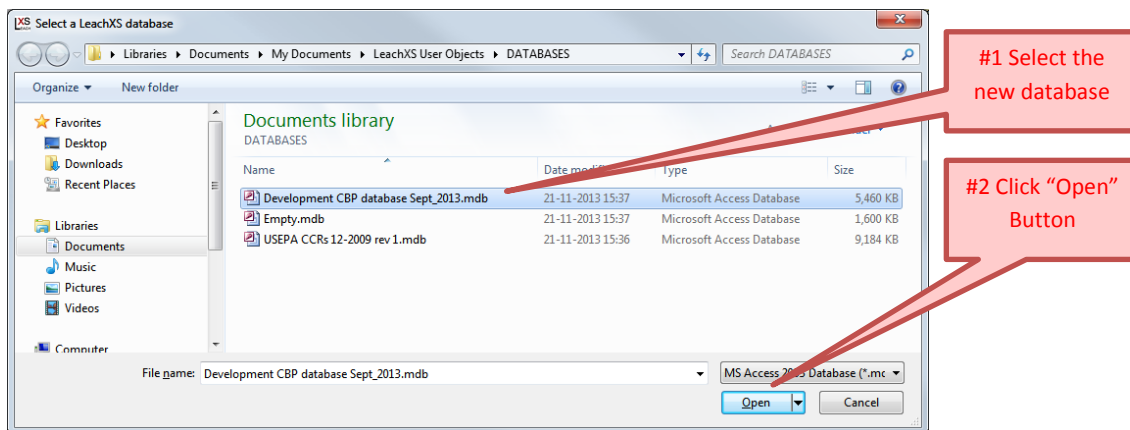 LXS Select a LeachXS database
Libraries Documents My Documents LeachXS User Objects DATABASES
Search DATABASES
Organize New folder
Favorites
Desktop
Downloads
Recent Places
Libraries
Documents
Music
Pictures
Videos
Computer
Documents library
DATABASES
Name Type Size
Development CBP database Sept_2013.mdb 21-11-2013 15:37 Microsoft Access Database 5,460 KB
Empty.mdb 21-11-2013 15:37 Microsoft Access Database 1,600 KB
USEPA CCRs 12-2009 rev 1.mdb 21-11-2013 15:36 Microsoft Access Database 9,184 KB
File name: Development CBP database Sept_2013.mdb
MS Access Database (*.mc
Open Cancel
#1 Select the
new database
#2 Click “Open”
Button